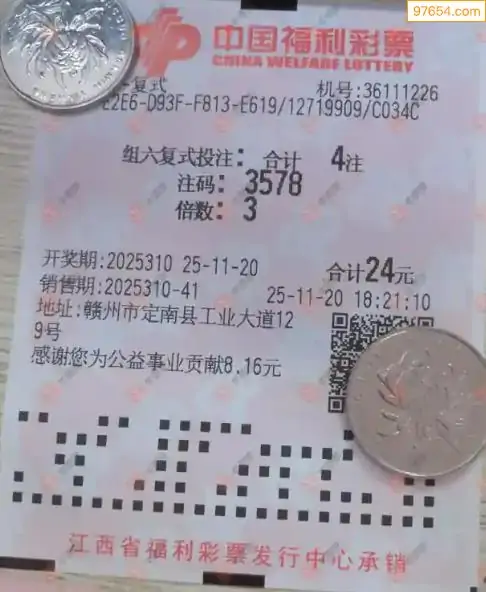 97654.com
中国福利彩票
CHINA WELFARE LOTTERY
复式 机号:36111226
E2E6-D93F-F813-E619/12719909/C034C
组六复式投注: 合计 4注
注码: 3578
倍数: 3
开奖期:2025310 25-11-20 合计24元
销售期:2025310-41 25-11-20 18:21:10
地址:赣州市定南县工业大道12
9号
感谢您为公益事业贡献8.16元
江西省福利彩票发行中心承销